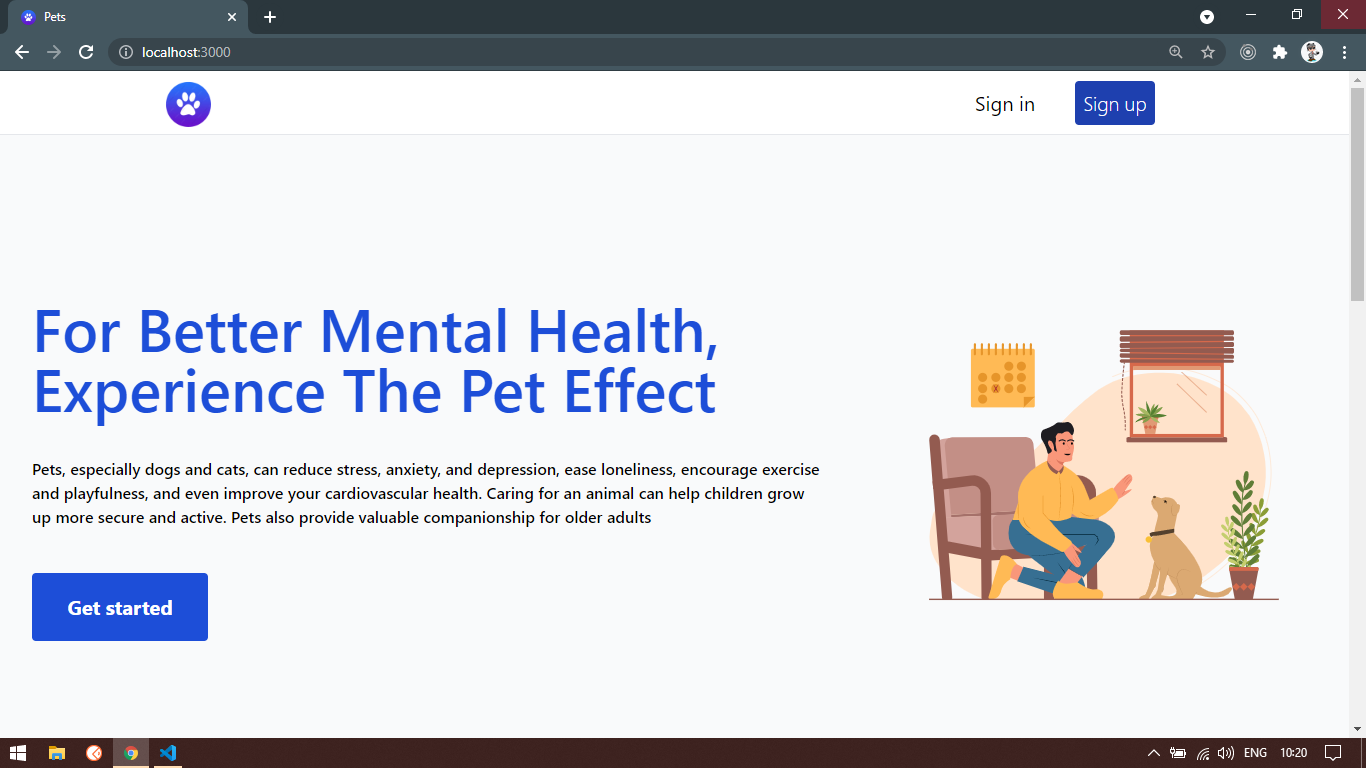 Pets
localhost:3000
Sign in
Sign up
For Better Mental Health,
Experience The Pet Effect
Pets, especially dogs and cats, can reduce stress, anxiety, and depression, ease loneliness, encourage exercise
and playfulness, and even improve your cardiovascular health. Caring for an animal can help children grow
up more secure and active. Pets also provide valuable companionship for older adults
X
Get started
ENG
10:20